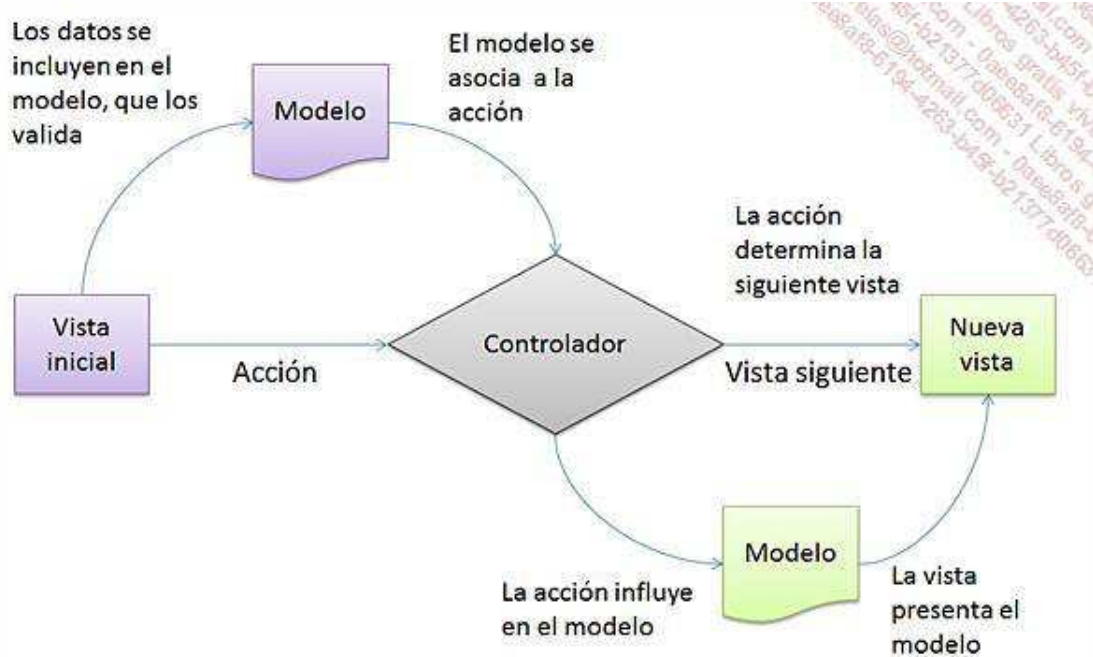 Los datos se
incluyen en el
modelo, que los
valida
Modelo
El modelo se
asocia a la
acción
La acción
determina la
siguiente vista
Vista
inicial
Acción
Controlador
Vista siguiente
Nueva
vista
Modelo
La acción influye
en el modelo
La vista
presenta el
modelo